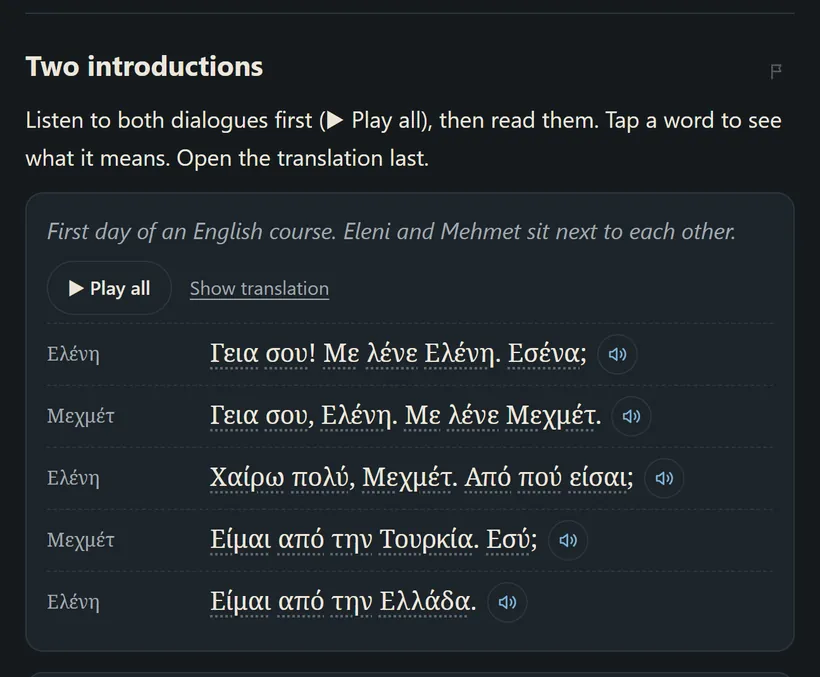 Two introductions
Listen to both dialogues first (▶ Play all), then read them. Tap a word to see
what it means. Open the translation last.
First day of an English course. Eleni and Mehmet sit next to each other.
▶ Play all Show translation
Ελένη Γεια σου! Με λένε Ελένη. Εσένα;
Μεχμέτ Γεια σου, Ελένη. Με λένε Μεχμέτ.
Ελένη Χαίρω πολύ, Μεχμέτ. Από πού είσαι;
Μεχμέτ Είμαι από την Τουρκία. Εσύ;
Ελένη Είμαι από την Ελλάδα.